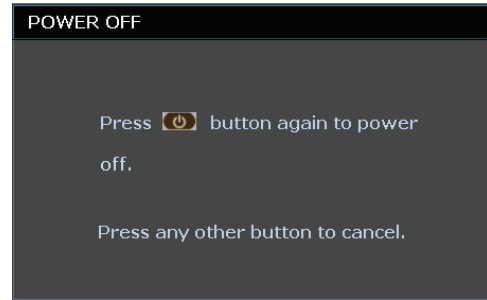 POWER OFF
Press button again to power
off.
Press any other button to cancel.